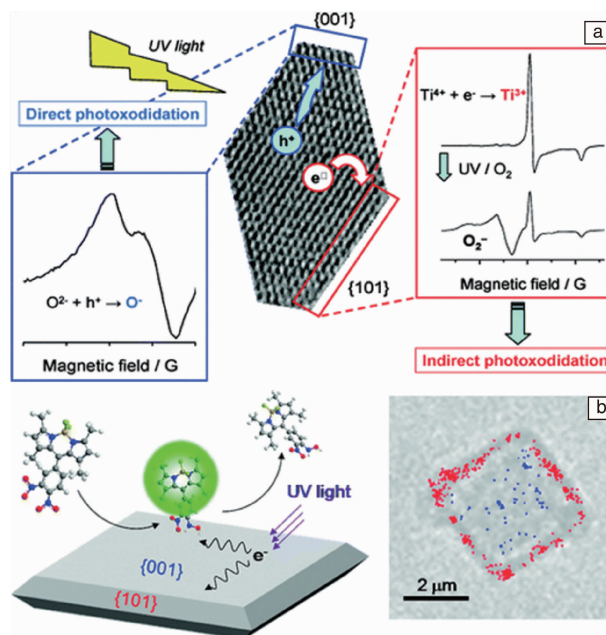 {001}
a
UV light
Direct photoxodidation
h⁺
e□
Ti⁴⁺ + e⁻ → Ti³⁺
UV / O₂
O₂⁻
Magnetic field / G
{101}
O²⁻ + h⁺ → O⁻
Magnetic field / G
Indirect photoxodidation
b
UV light
{001}
e⁻
{101}
2 μm